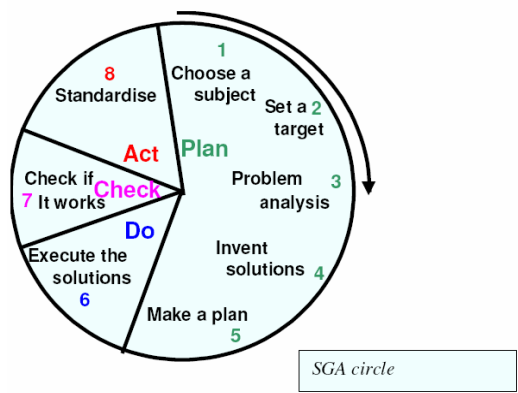 1
Choose a
subject
Set a 2
target
Plan
Problem 3
analysis
Invent
solutions 4
Make a plan
5
Do
Execute the
solutions
6
Check if
Check
7 It works
8
Standardise
Act
SGA circle